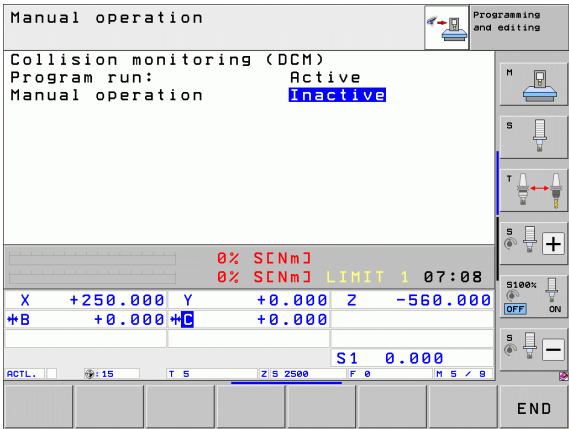 Manual operation
Programming and editing
Collision monitoring (DCM)
Program run: Active
Manual operation Inactive
M
S
T
S
S100%
OFF ON
S
0% S[Nm]
0% S[Nm] LIMIT 1 07:08
X +250.000 Y +0.000 Z -560.000
B +0.000 C +0.000
S1 0.000
ACTL. : 15 T 5 Z S 2500 F 0 M 5 / 9
END